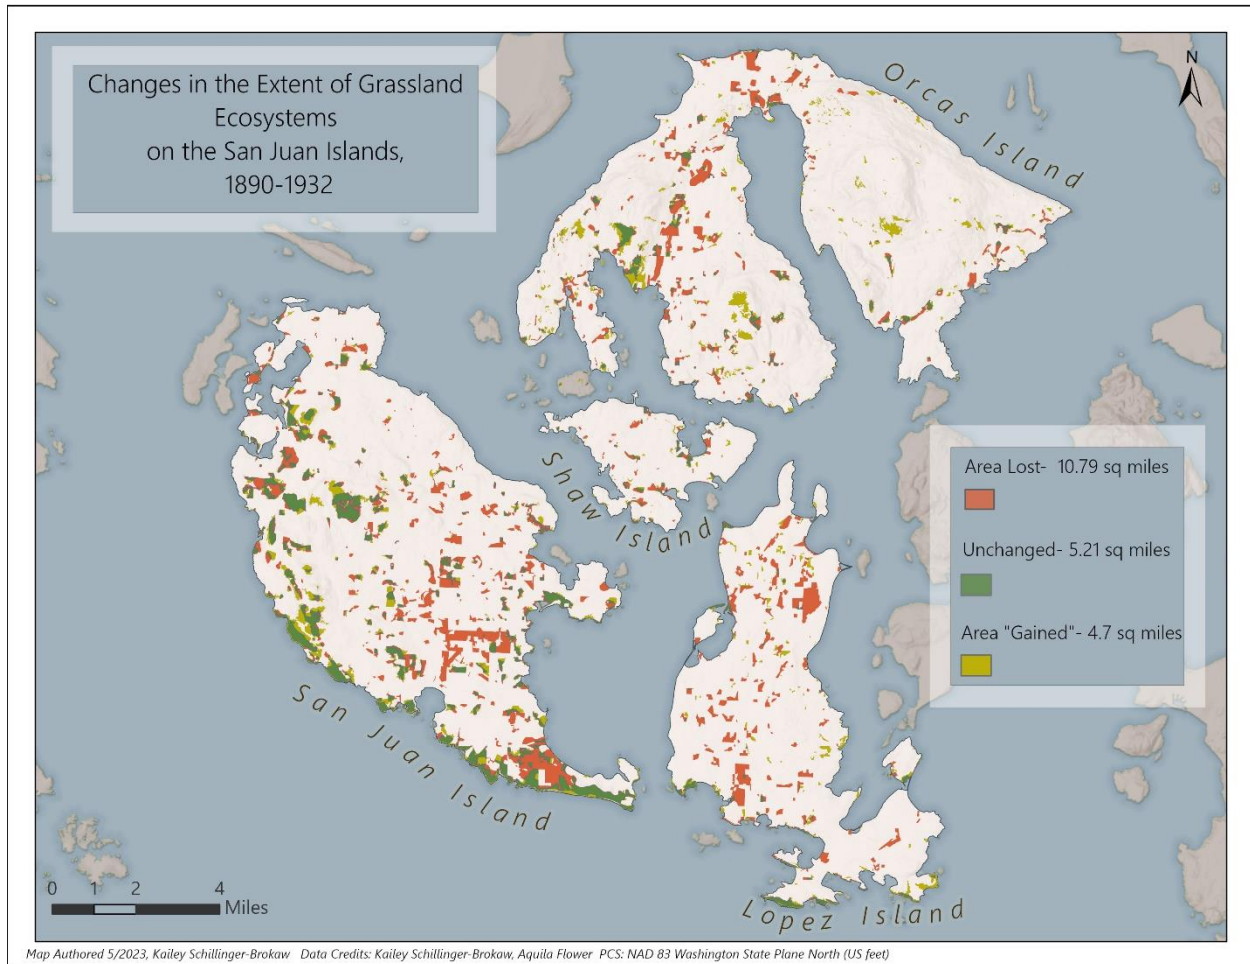 Changes in the Extent of Grassland
Ecosystems
on the San Juan Islands,
1890-1932
N
Orcas Island
Shaw Island
San Juan Island
Lopez Island
Area Lost- 10.79 sq miles
Unchanged- 5.21 sq miles
Area "Gained"- 4.7 sq miles
0 1 2 4
Miles
Map Authored 5/2023, Kailey Schillinger-Brokaw Data Credits: Kailey Schillinger-Brokaw, Aquila Flower PCS: NAD 83 Washington State Plane North (US feet)